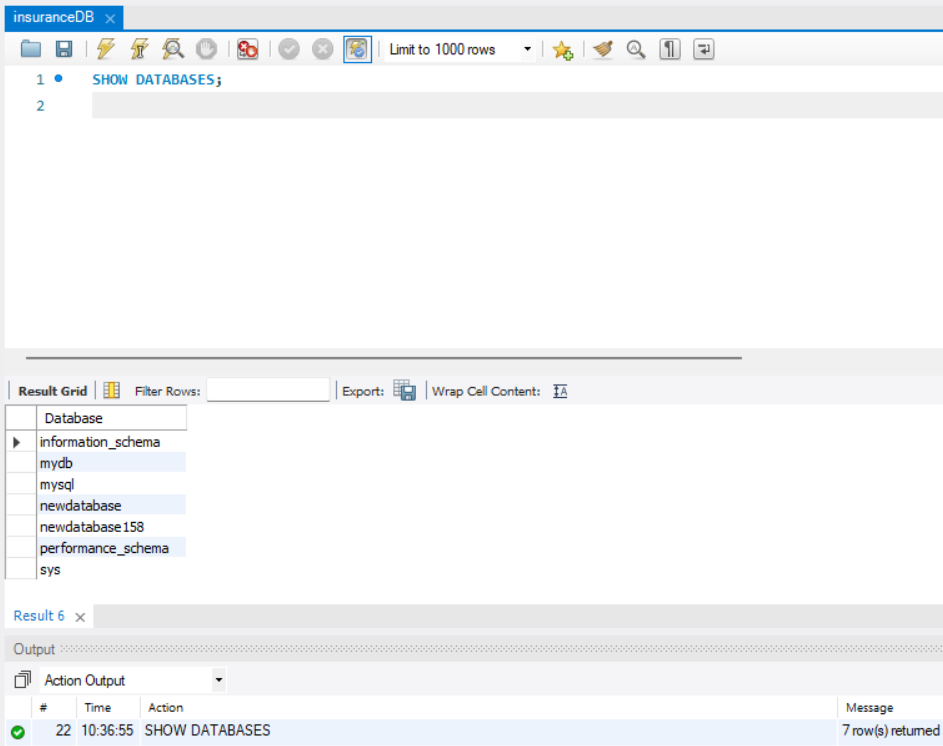 insuranceDB
Limit to 1000 rows
1 SHOW DATABASES;
2
Result Grid Filter Rows: Export: Wrap Cell Content:
Database
information_schema
mydb
mysql
newdatabase
newdatabase158
performance_schema
sys
Result 6
Output
Action Output
# Time Action Message
22 10:36:55 SHOW DATABASES 7 row(s) returned